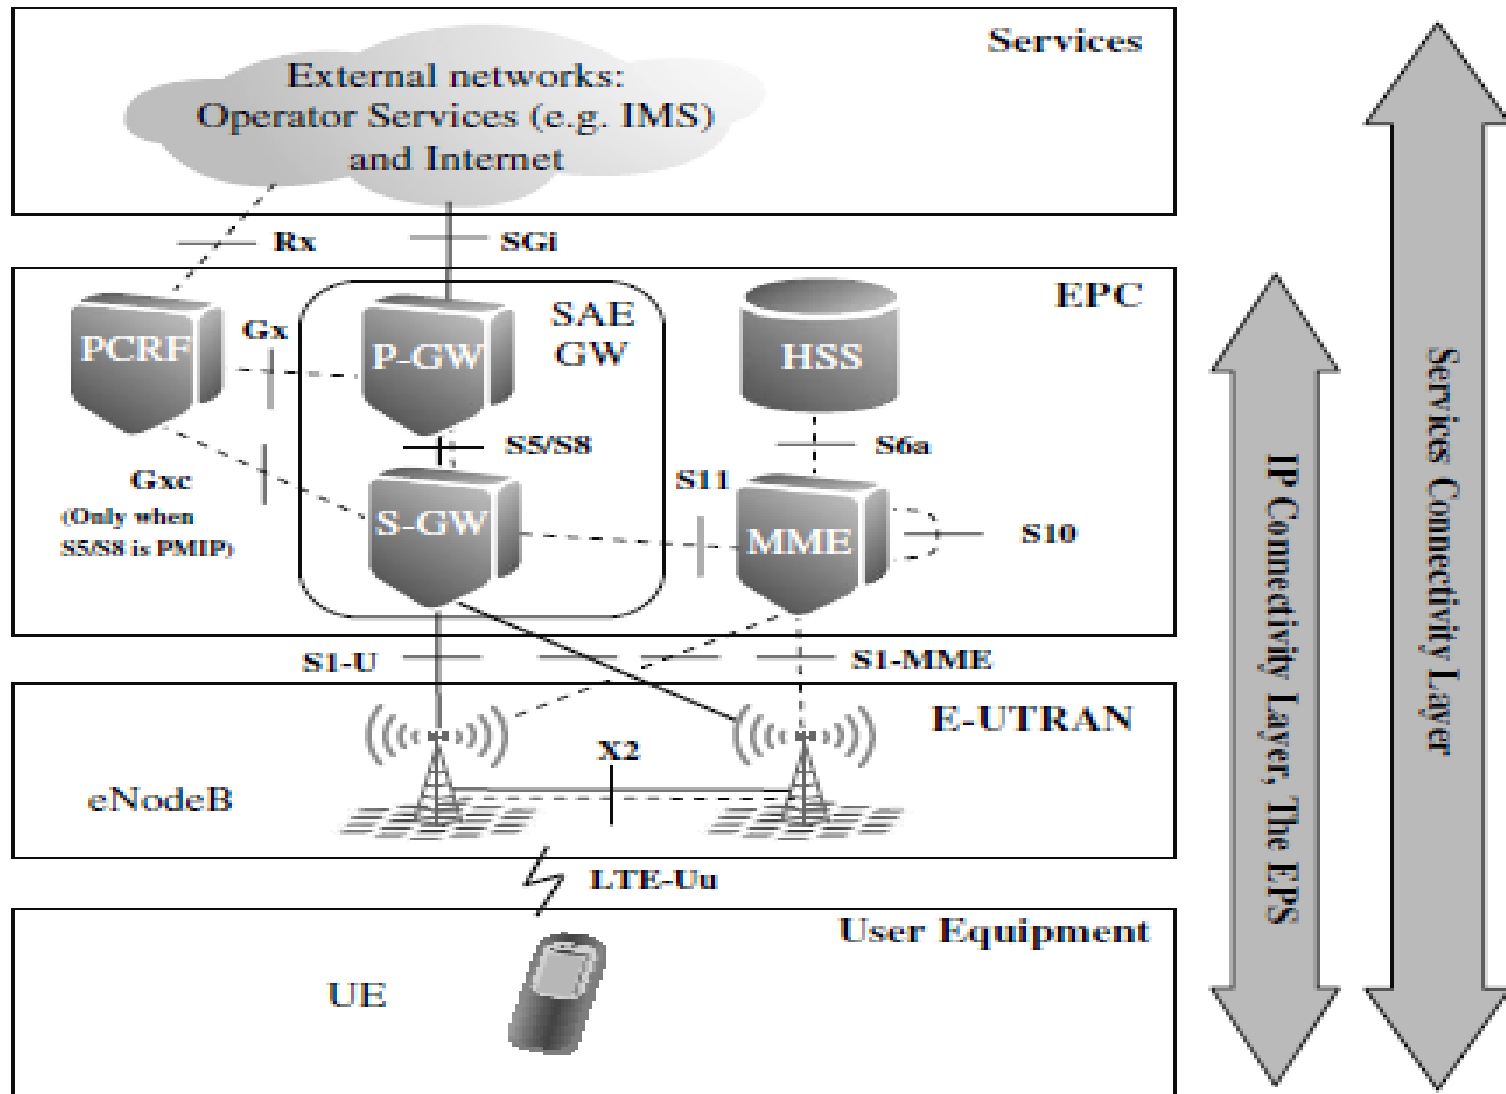 Services
External networks:
Operator Services (e.g. IMS)
and Internet
Rx
SGi
EPC
SAE
GW
PCRF
Gx
P-GW
HSS
S5/S8
S6a
Gxc
(Only when
S5/S8 is PMIP)
S-GW
S11
MME
S10
S1-U
S1-MME
E-UTRAN
X2
eNodeB
LTE-Uu
User Equipment
UE
IP Connectivity Layer, The EPS
Services Connectivity Layer